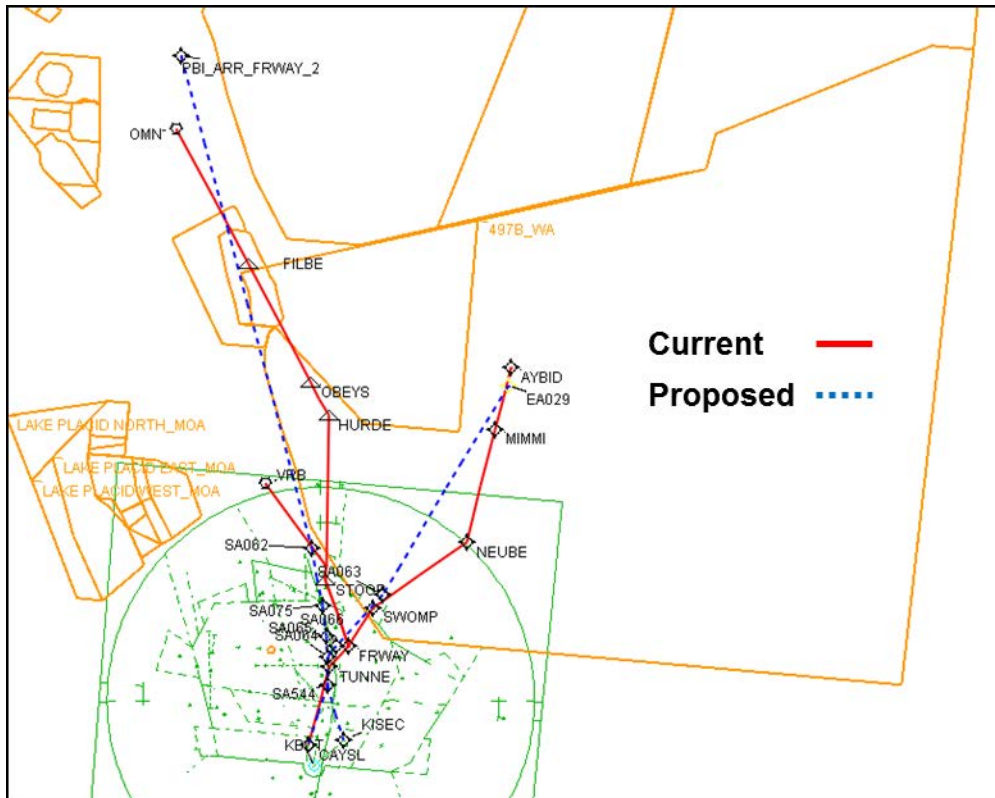 PBI_ARR_FRWAY_2
OMN
497B_WA
FILBE
Current
Proposed
AYBID
EA029
OBEYS
HURDE
MIMMI
LAKE PLACID NORTH_MOA
LAKE PLACID EAST_MOA
LAKE PLACID WEST_MOA
VRB
SA062
NEUBE
SA063
STOOP
SA075
SA066
SWOMP
SA065
SA064
FRWAY
TUNNE
SA544
KISEC
CAYSL